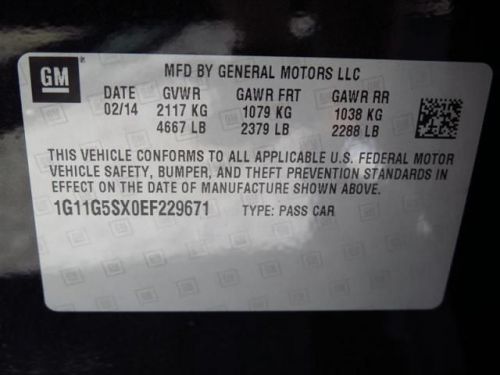 GM
MFD BY GENERAL MOTORS LLC
DATE GVWR GAWR FRT GAWR RR
02/14 2117 KG 1079 KG 1038 KG
4667 LB 2379 LB 2288 LB
THIS VEHICLE CONFORMS TO ALL APPLICABLE U.S. FEDERAL MOTOR
VEHICLE SAFETY, BUMPER, AND THEFT PREVENTION STANDARDS IN
EFFECT ON THE DATE OF MANUFACTURE SHOWN ABOVE.
1G11G5SX0EF229671 TYPE: PASS CAR